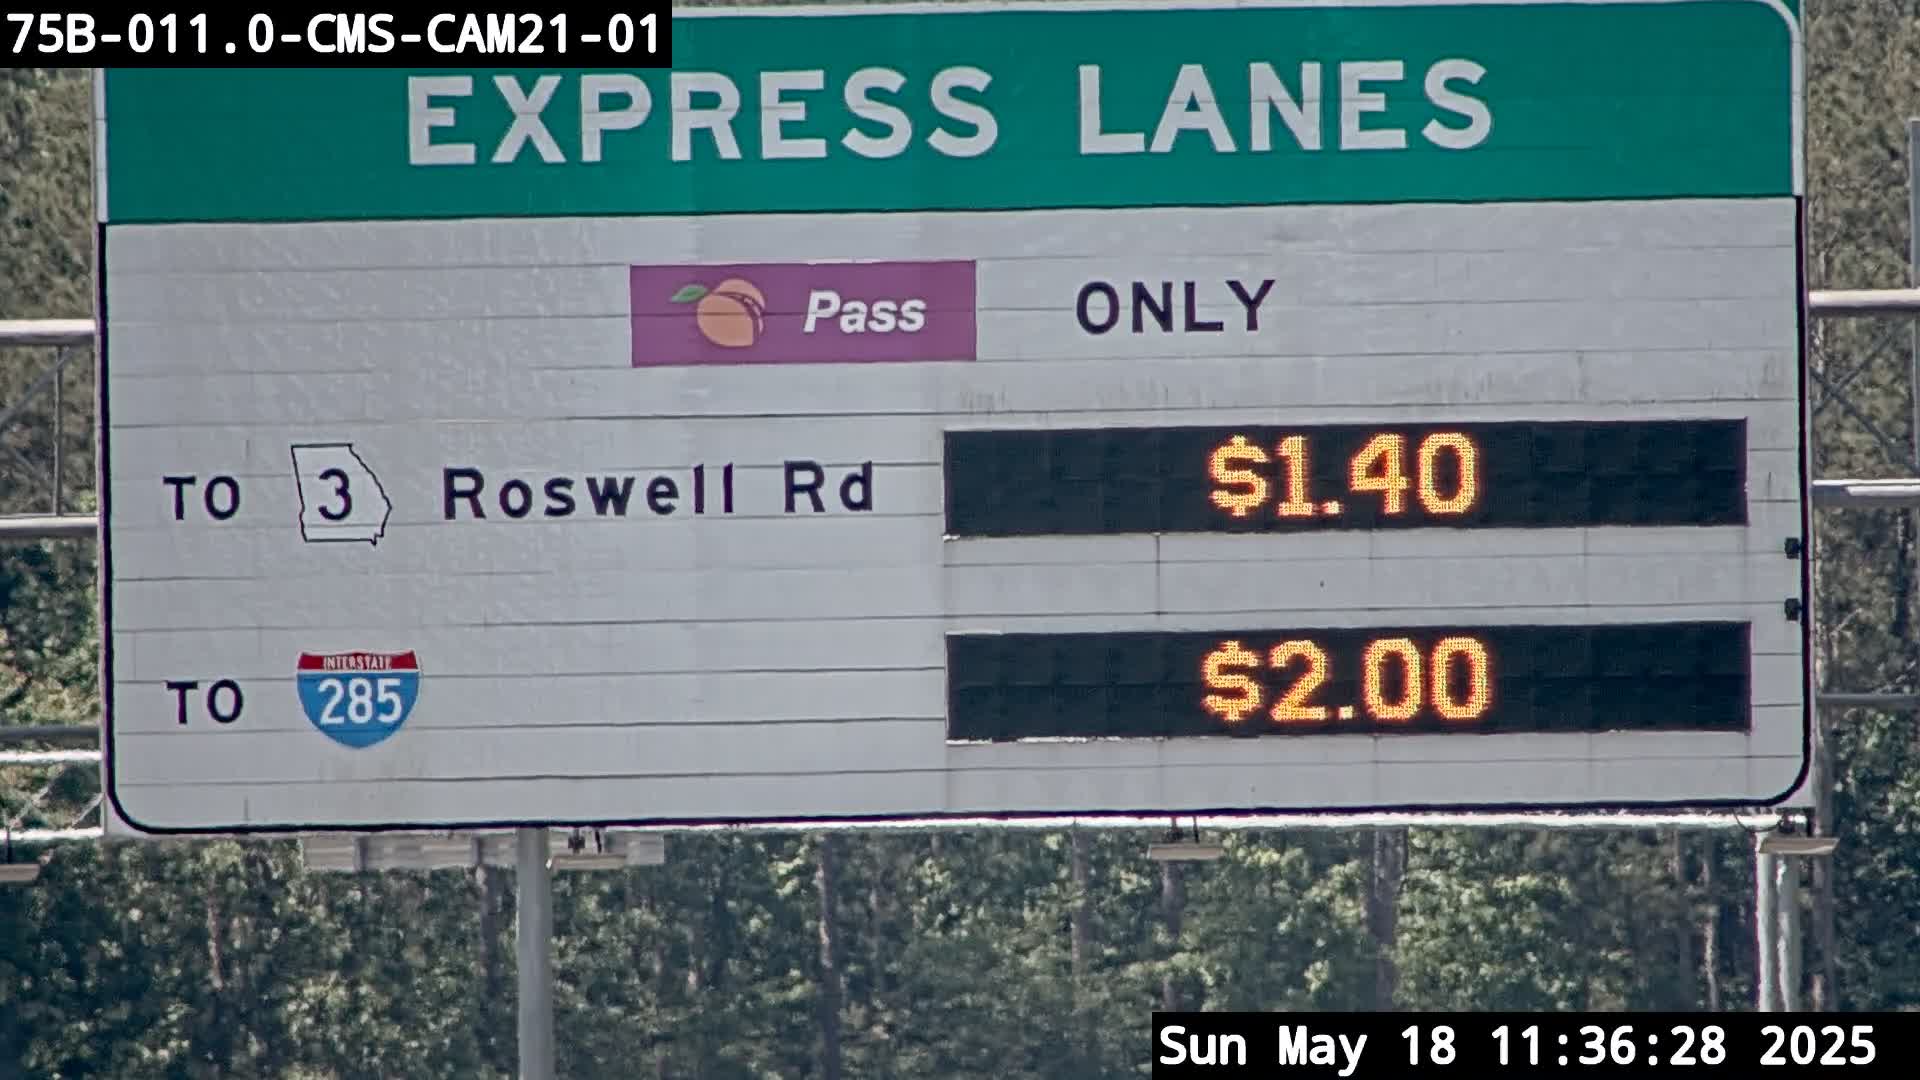 75B-011.0-CMS-CAM21-01
EXPRESS LANES
Pass ONLY
TO 3 Roswell Rd $1.40
INTERSTATE
TO 285 $2.00
Sun May 18 11:36:28 2025